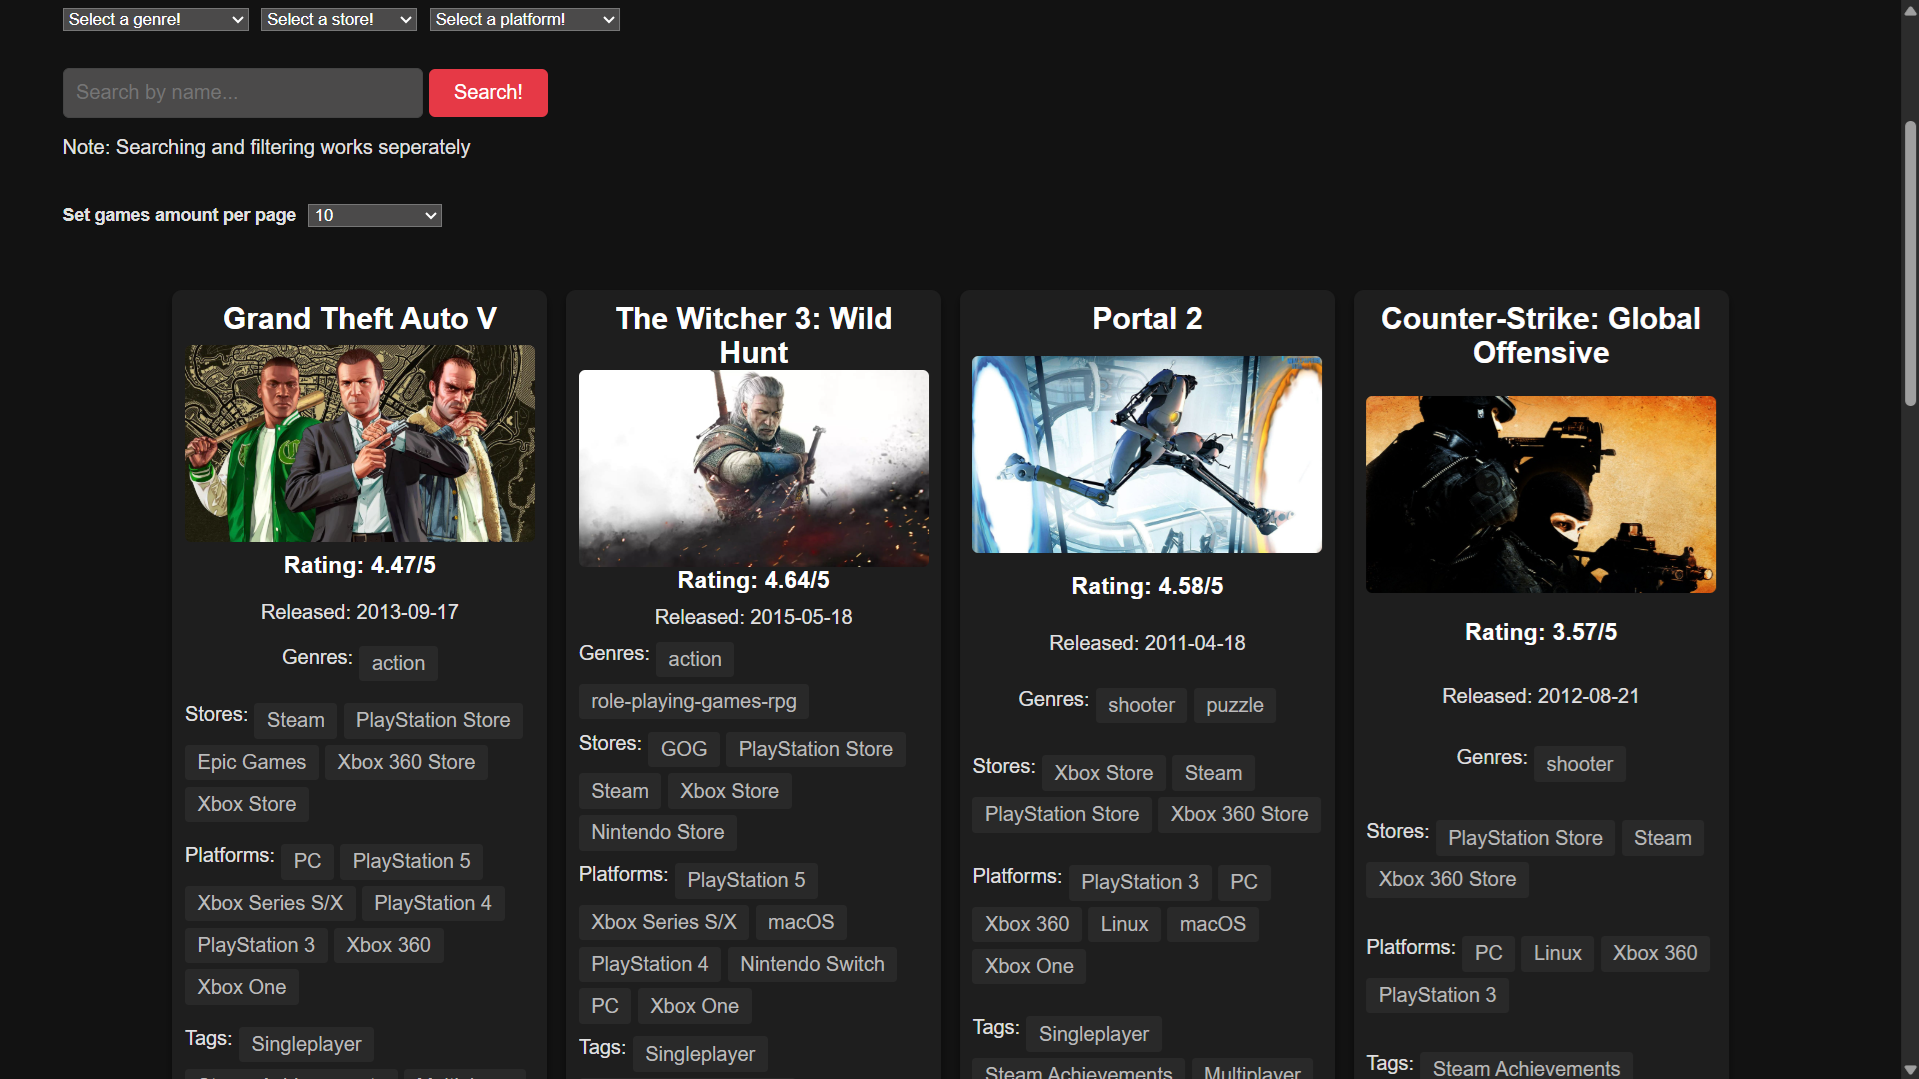 Select a genre! Select a store! Select a platform!
Search by name... Search!
Note: Searching and filtering works seperately
Set games amount per page 10
Grand Theft Auto V
Rating: 4.47/5
Released: 2013-09-17
Genres: action
Stores: Steam PlayStation Store
Epic Games Xbox 360 Store
Xbox Store
Platforms: PC PlayStation 5
Xbox Series S/X PlayStation 4
PlayStation 3 Xbox 360
Xbox One
Tags: Singleplayer
The Witcher 3: Wild
Hunt
Rating: 4.64/5
Released: 2015-05-18
Genres: action
role-playing-games-rpg
Stores: GOG PlayStation Store
Steam Xbox Store
Nintendo Store
Platforms: PlayStation 5
Xbox Series S/X macOS
PlayStation 4 Nintendo Switch
PC Xbox One
Tags: Singleplayer
Portal 2
Rating: 4.58/5
Released: 2011-04-18
Genres: shooter puzzle
Stores: Xbox Store Steam
PlayStation Store Xbox 360 Store
Platforms: PlayStation 3 PC
Xbox 360 Linux macOS
Xbox One
Tags: Singleplayer
Steam Achievements Multiplayer
Counter-Strike: Global
Offensive
Rating: 3.57/5
Released: 2012-08-21
Genres: shooter
Stores: PlayStation Store Steam
Xbox 360 Store
Platforms: PC Linux Xbox 360
PlayStation 3
Tags: Steam Achievements